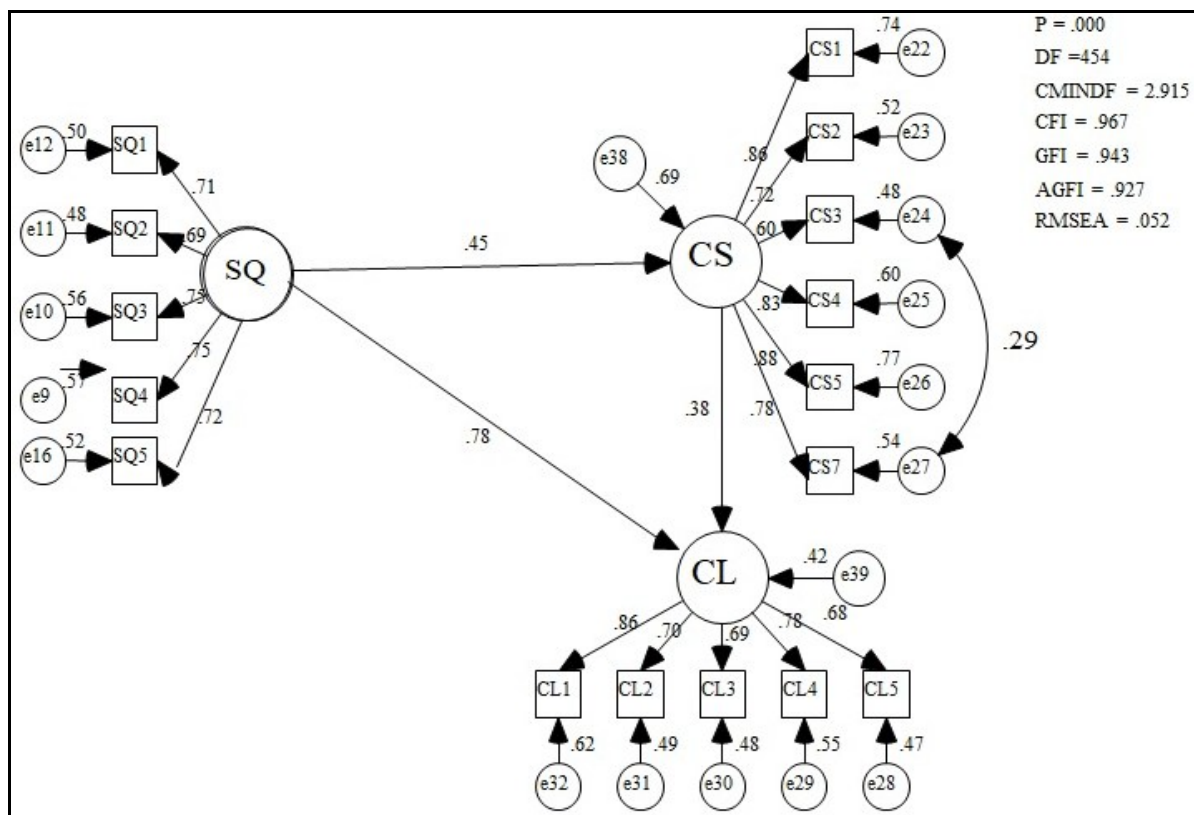 P = .000
DF =454
CMINDF = 2.915
CFI = .967
GFI = .943
AGFI = .927
RMSEA = .052
.74
CS1
e22
.52
CS2
e23
.86
.72
e12
.50
SQ1
.71
e38
.69
.60
CS3
.48
e24
e11
.48
SQ2
.69
SQ
.45
CS
.83
CS4
.60
e25
e10
.56
SQ3
.75
.29
.88
CS5
.77
e26
e9
.57
SQ4
.75
.38
.78
CS7
.54
e27
e16
.52
SQ5
.72
.78
CL
.42
e39
.86
.70
.69
.78
.68
CL1
CL2
CL3
CL4
CL5
.62
.49
.48
.55
.47
e32
e31
e30
e29
e28